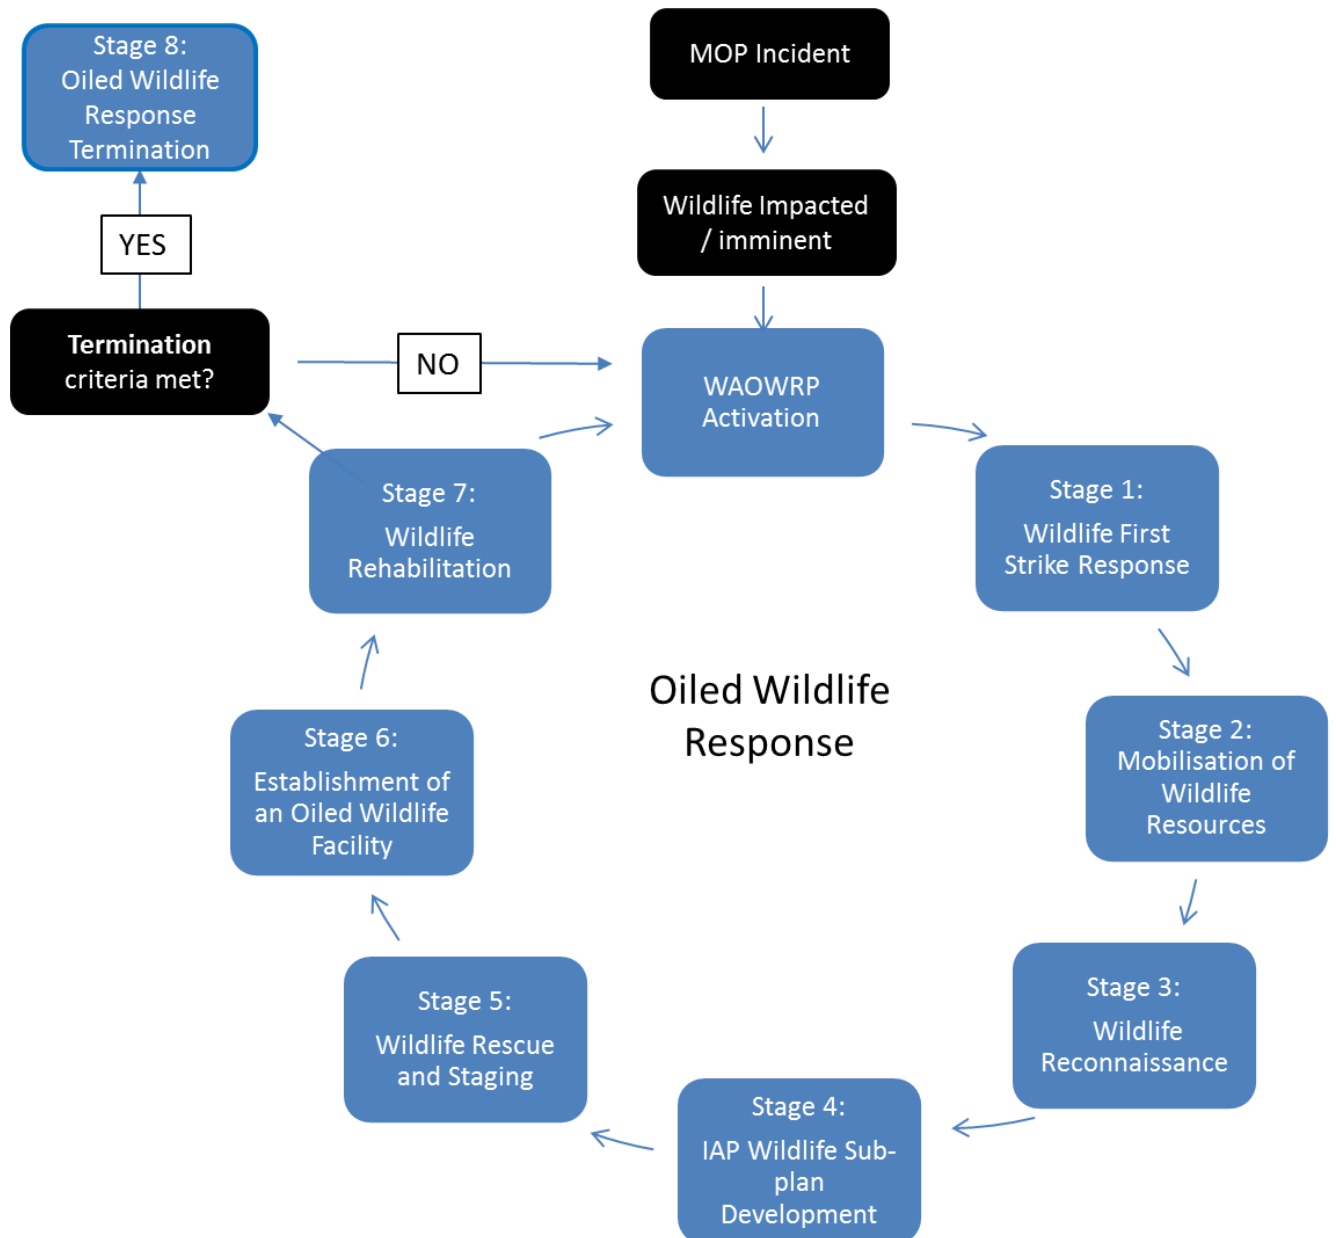 Stage 8:
Oiled Wildlife
Response
Termination
MOP Incident
Wildlife Impacted
/ imminent
YES
Termination
criteria met?
NO
WAOWRP
Activation
Stage 1:
Wildlife First
Strike Response
Stage 2:
Mobilisation of
Wildlife
Resources
Stage 3:
Wildlife
Reconnaissance
Stage 4:
IAP Wildlife Sub-
plan
Development
Stage 5:
Wildlife Rescue
and Staging
Stage 6:
Establishment of
an Oiled Wildlife
Facility
Stage 7:
Wildlife
Rehabilitation
Oiled Wildlife
Response